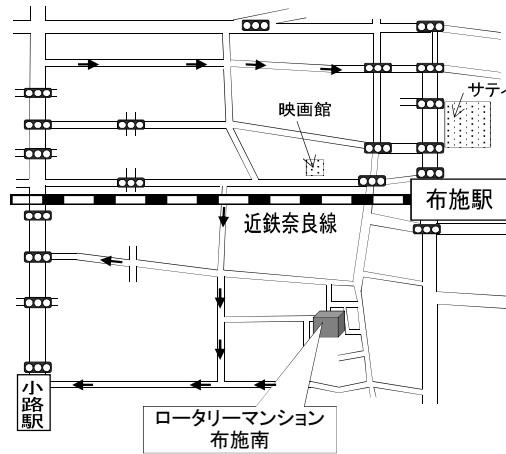 サティ
映画館
布施駅
近鉄奈良線
小路駅
ロータリーマンション
布施南